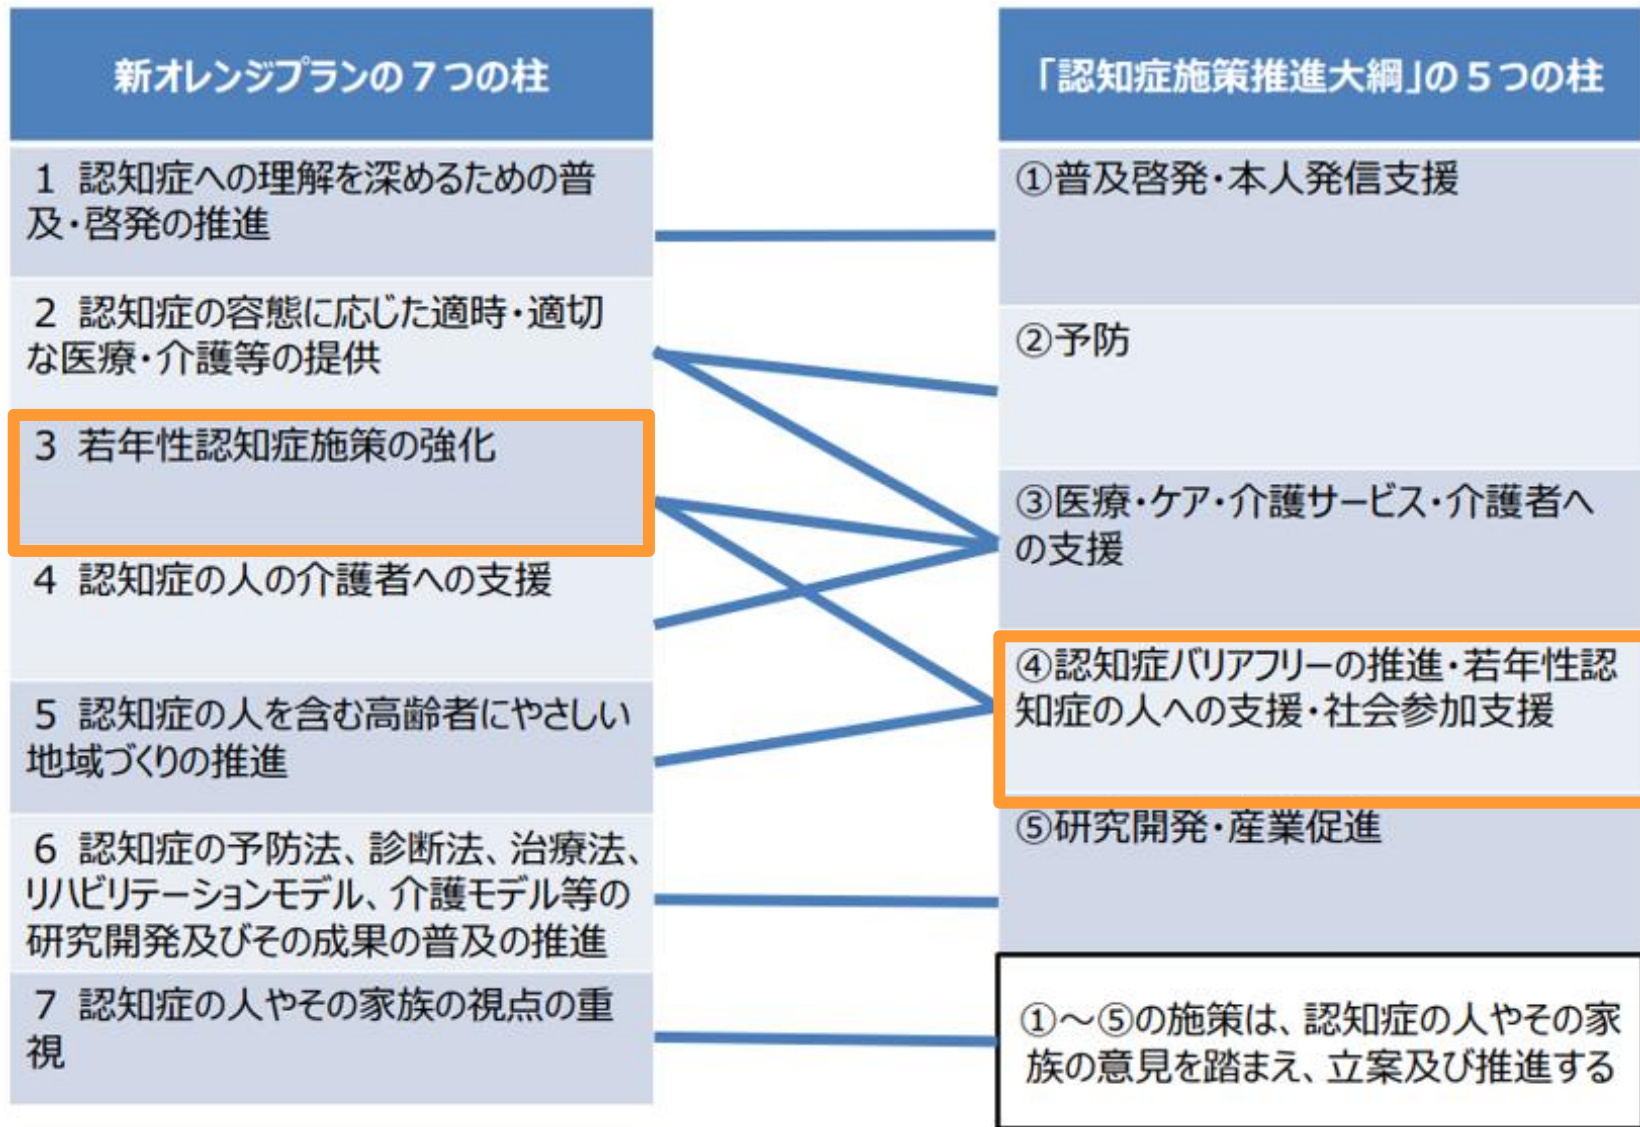 新オレンジプランの７つの柱
1 認知症への理解を深めるための普
及・啓発の推進
2 認知症の容態に応じた適時・適切
な医療・介護等の提供
3 若年性認知症施策の強化
4 認知症の人の介護者への支援
5 認知症の人を含む高齢者にやさしい
地域づくりの推進
6 認知症の予防法、診断法、治療法、
リハビリテーションモデル、介護モデル等の
研究開発及びその成果の普及の推進
7 認知症の人やその家族の視点の重
視
「認知症施策推進大綱」の５つの柱
①普及啓発・本人発信支援
②予防
③医療・ケア・介護サービス・介護者へ
の支援
④認知症バリアフリーの推進・若年性認
知症の人への支援・社会参加支援
⑤研究開発・産業促進
①～⑤の施策は、認知症の人やその家
族の意見を踏まえ、立案及び推進する